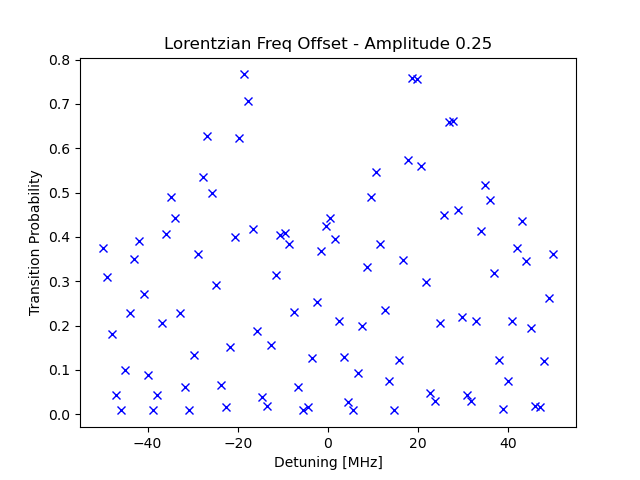 Lorentzian Freq Offset - Amplitude 0.25
Transition Probability
0.8
0.7
0.6
0.5
0.4
0.3
0.2
0.1
0.0
−40 −20 0 20 40
Detuning [MHz]